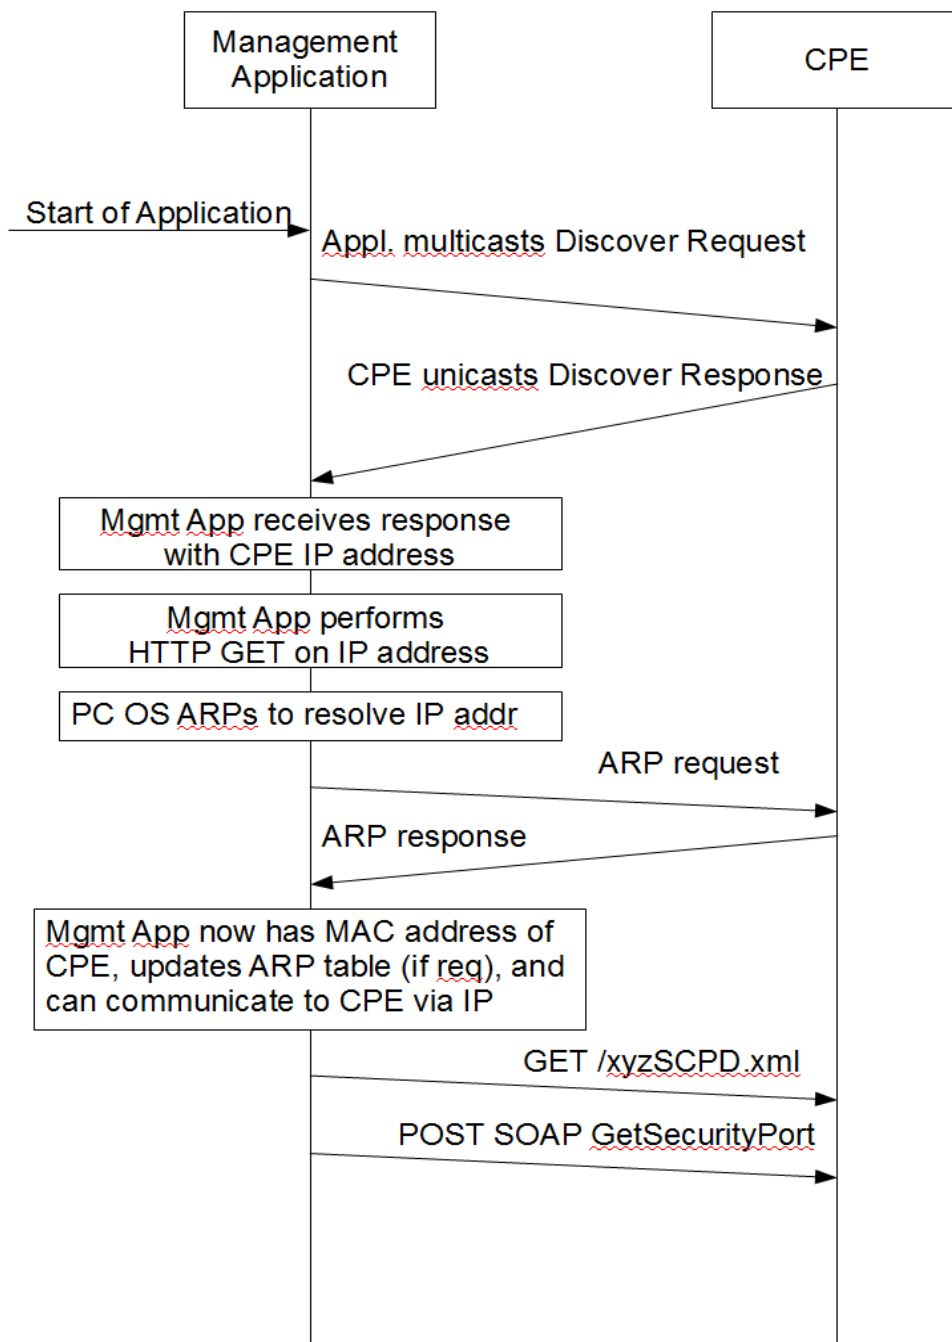 Management
Application
CPE
Start of Application
Appl. multicasts Discover Request
CPE unicasts Discover Response
Mgmt App receives response
with CPE IP address
Mgmt App performs
HTTP GET on IP address
PC OS ARPs to resolve IP addr
ARP request
ARP response
Mgmt App now has MAC address of
CPE, updates ARP table (if req), and
can communicate to CPE via IP
GET /xyzSCPD.xml
POST SOAP GetSecurityPort